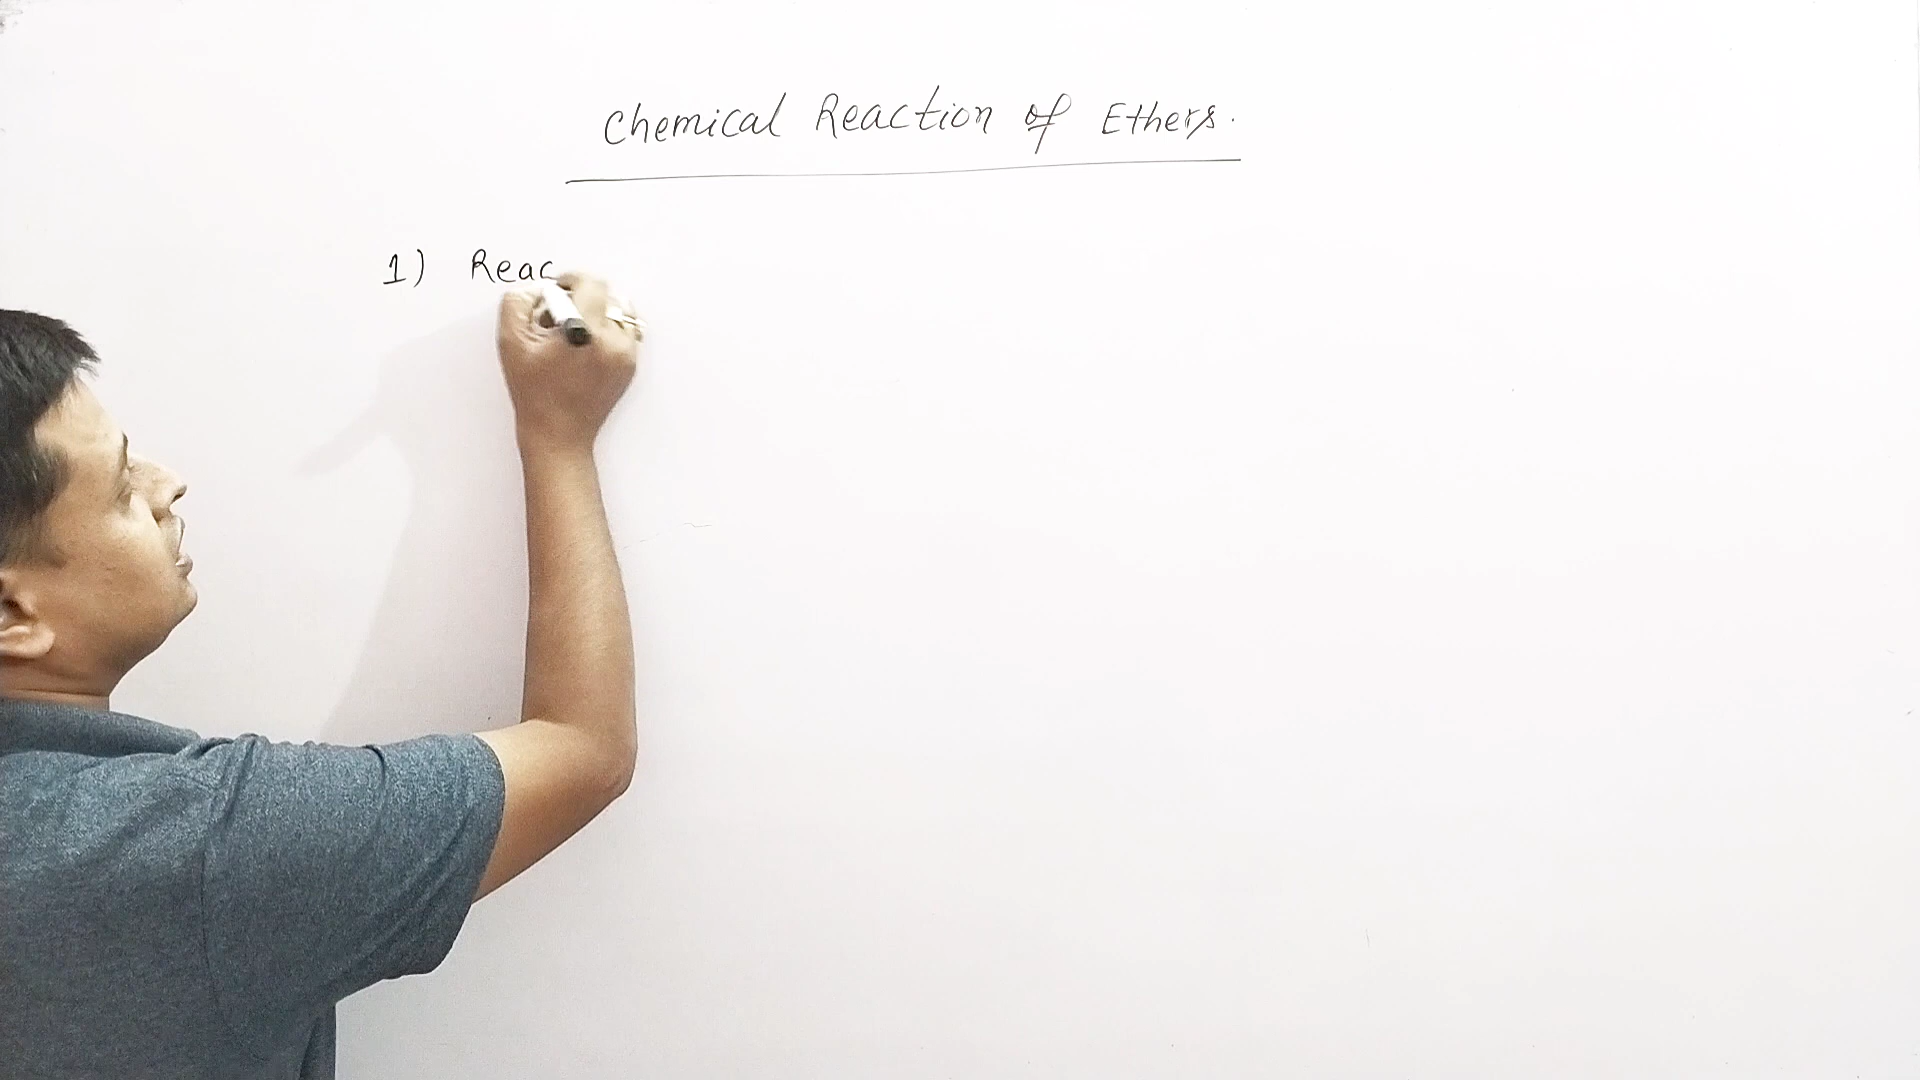 Chemical Reaction of Ethers.
1) Reac